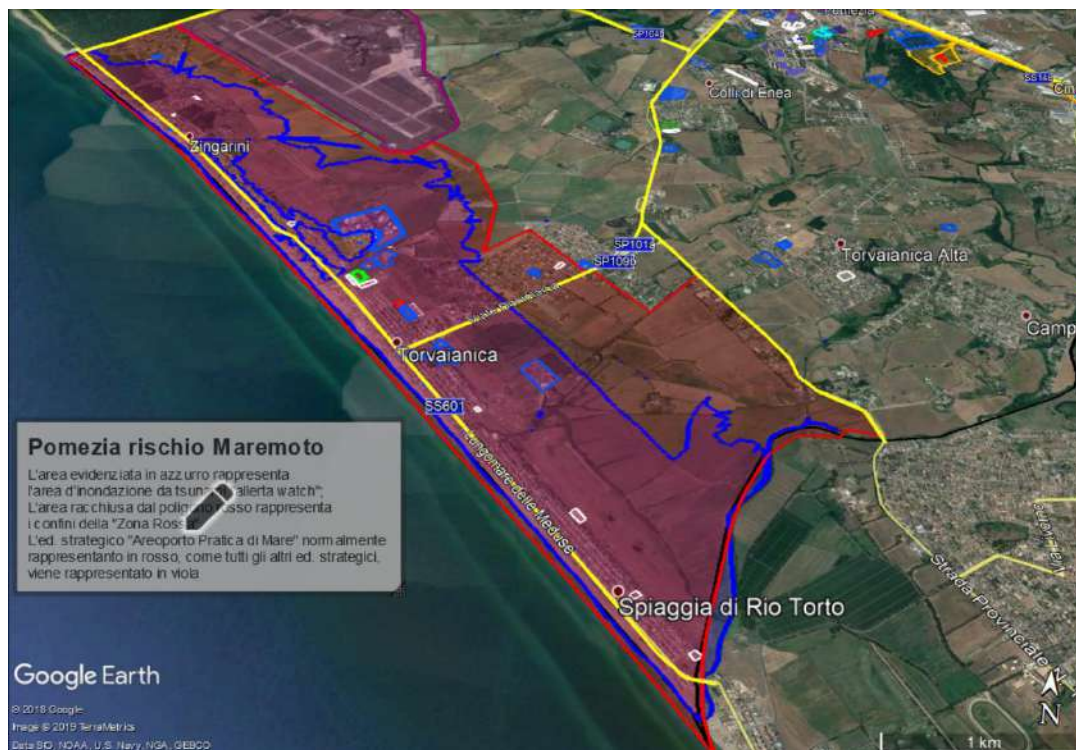 Pomezia
SP104b
SS148
Colli di Enea
Zingarini
SP101a
SP109b
Torvaianica Alta
Camp
Torvaianica
SS601
Lungomare delle Meduse
Pomezia rischio Maremoto
L'area evidenziata in azzurro rappresenta
l'area d'inondazione da "allerta watch";
L'area racchiusa dal poligono rosso rappresenta
i confini della "Zona Rossa"
L'ed. strategico "Areoporto Pratica di Mare" normalmente
rappresentanto in rosso, come tutti gli altri ed. strategici,
viene rappresentato in viola
Spiaggia di Rio Torto
Strada Provinciale
Google Earth
N
© 2018 Google
Image © 2019 TerraMetrics
Data SIO, NOAA, U.S. Navy, NGA, GEBCO
1 km